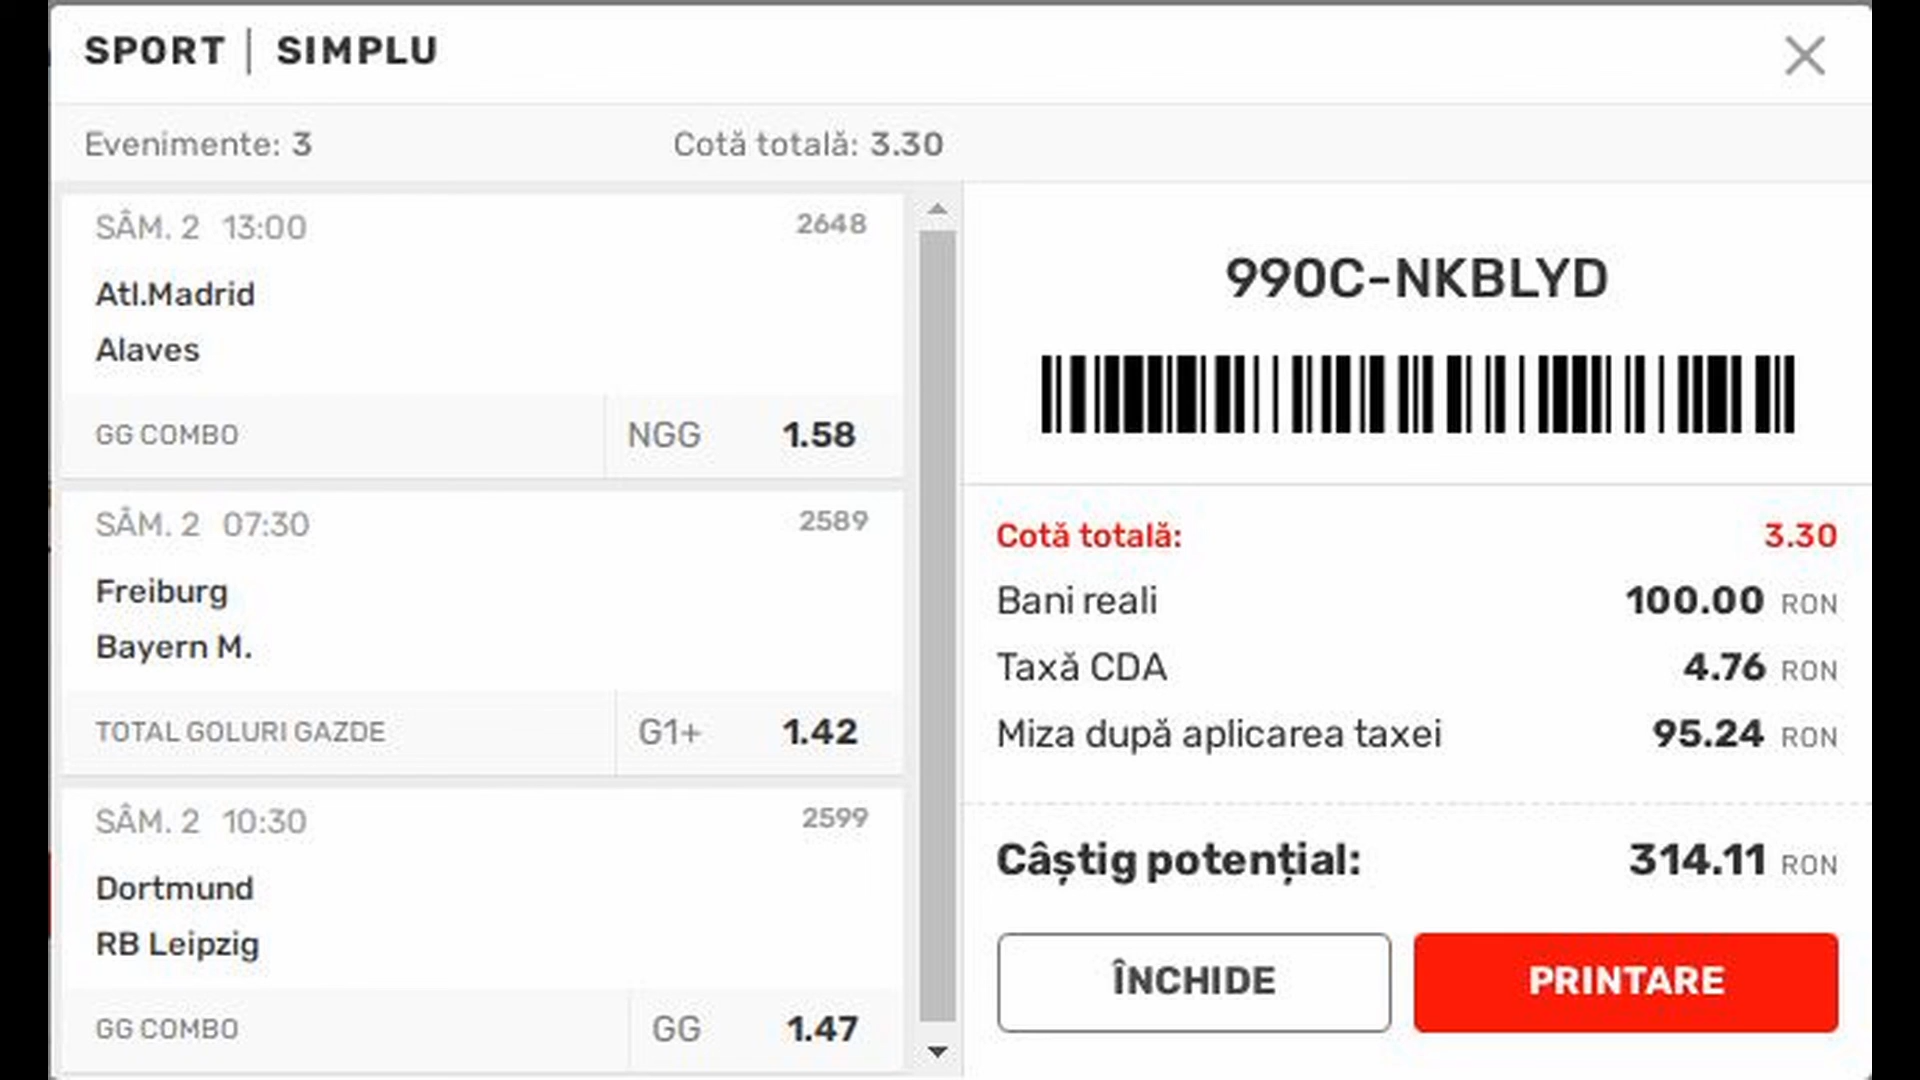 SPORT | SIMPLU
Evenimente: 3 Cotă totală: 3.30
SÂM. 2 13:00 2648
Atl.Madrid
Alaves
GG COMBO NGG 1.58
SÂM. 2 07:30 2589
Freiburg
Bayern M.
TOTAL GOLURI GAZDE G1+ 1.42
SÂM. 2 10:30 2599
Dortmund
RB Leipzig
GG COMBO GG 1.47
990C-NKBLYD
Cotă totală: 3.30
Bani reali 100.00 RON
Taxă CDA 4.76 RON
Miza după aplicarea taxei 95.24 RON
Câștig potențial: 314.11 RON
ÎNCHIDE PRINTARE